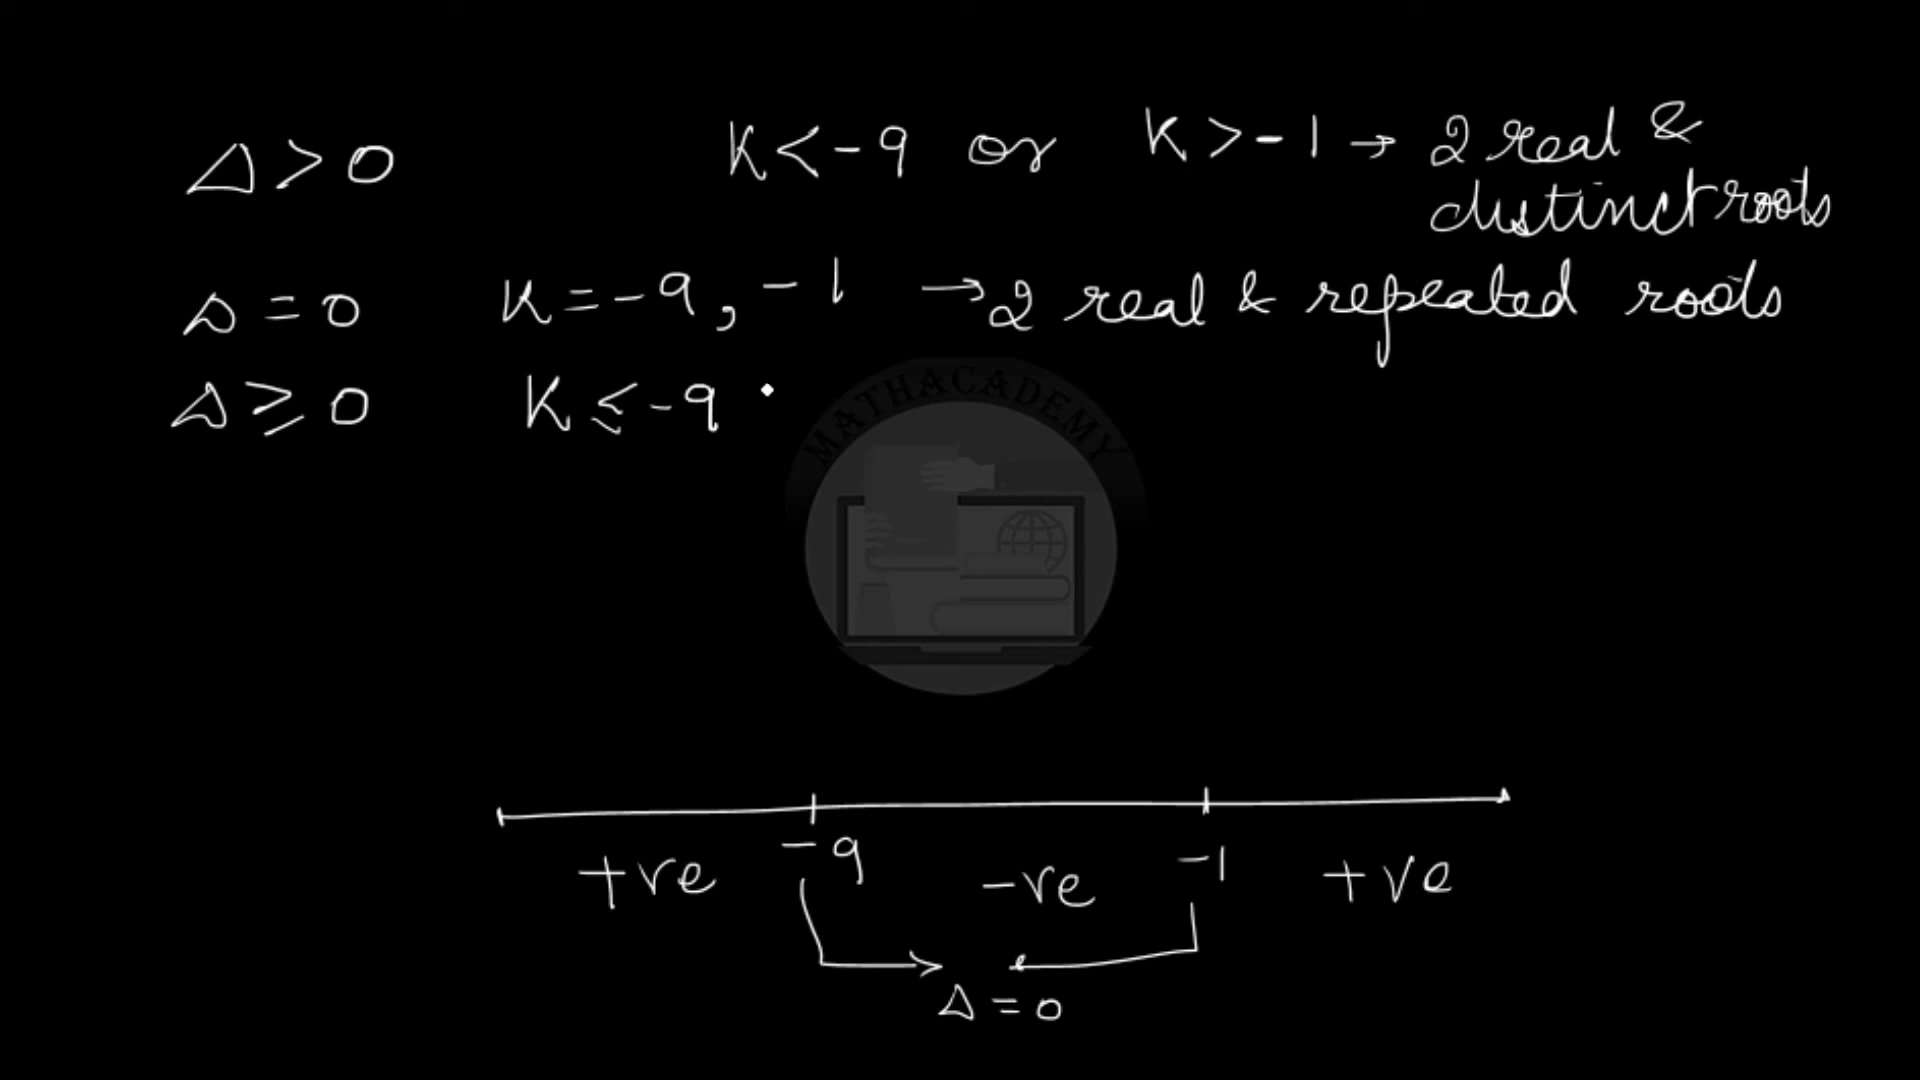 Δ > 0 K < -9 or K > -1 → 2 real &
distinct roots
Δ = 0 K = -9, -1 → 2 real & repeated roots
Δ ≥ 0 K ≤ -9
MATHACADEMY
-9 -1
+ve -ve +ve
Δ = 0